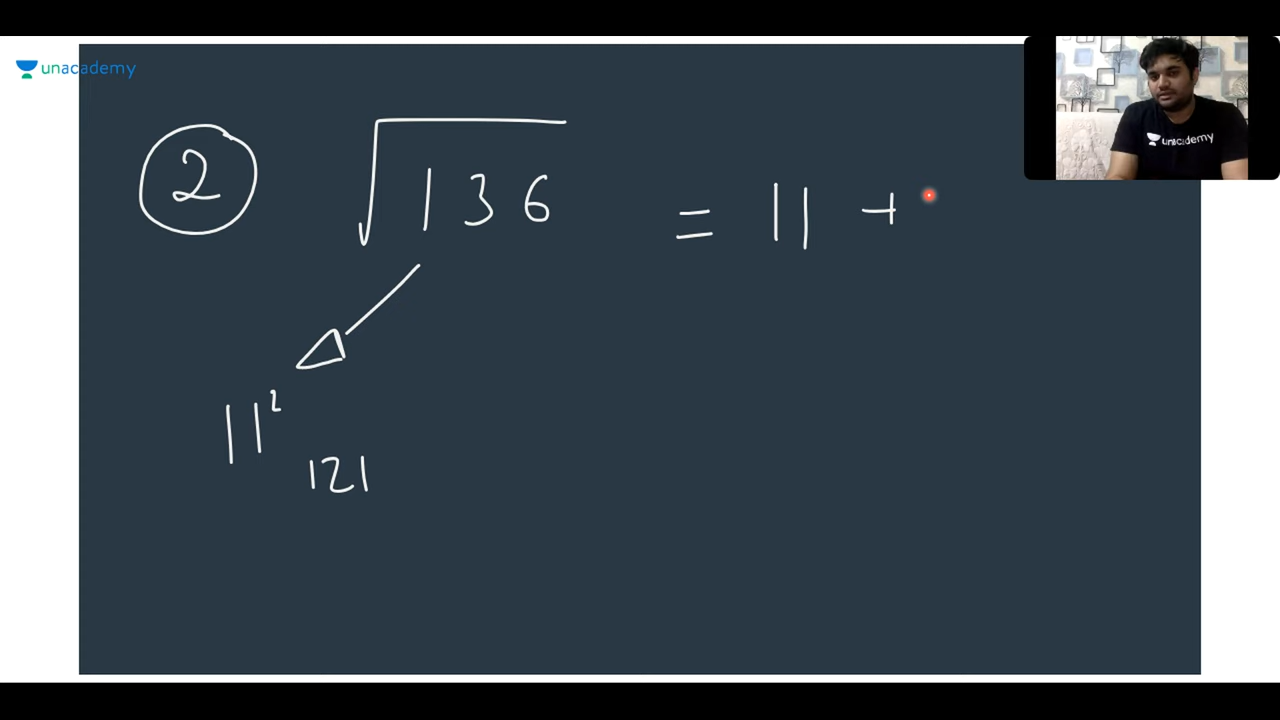 unacademy
unacademy
2 √136 = 11 +
11²
121